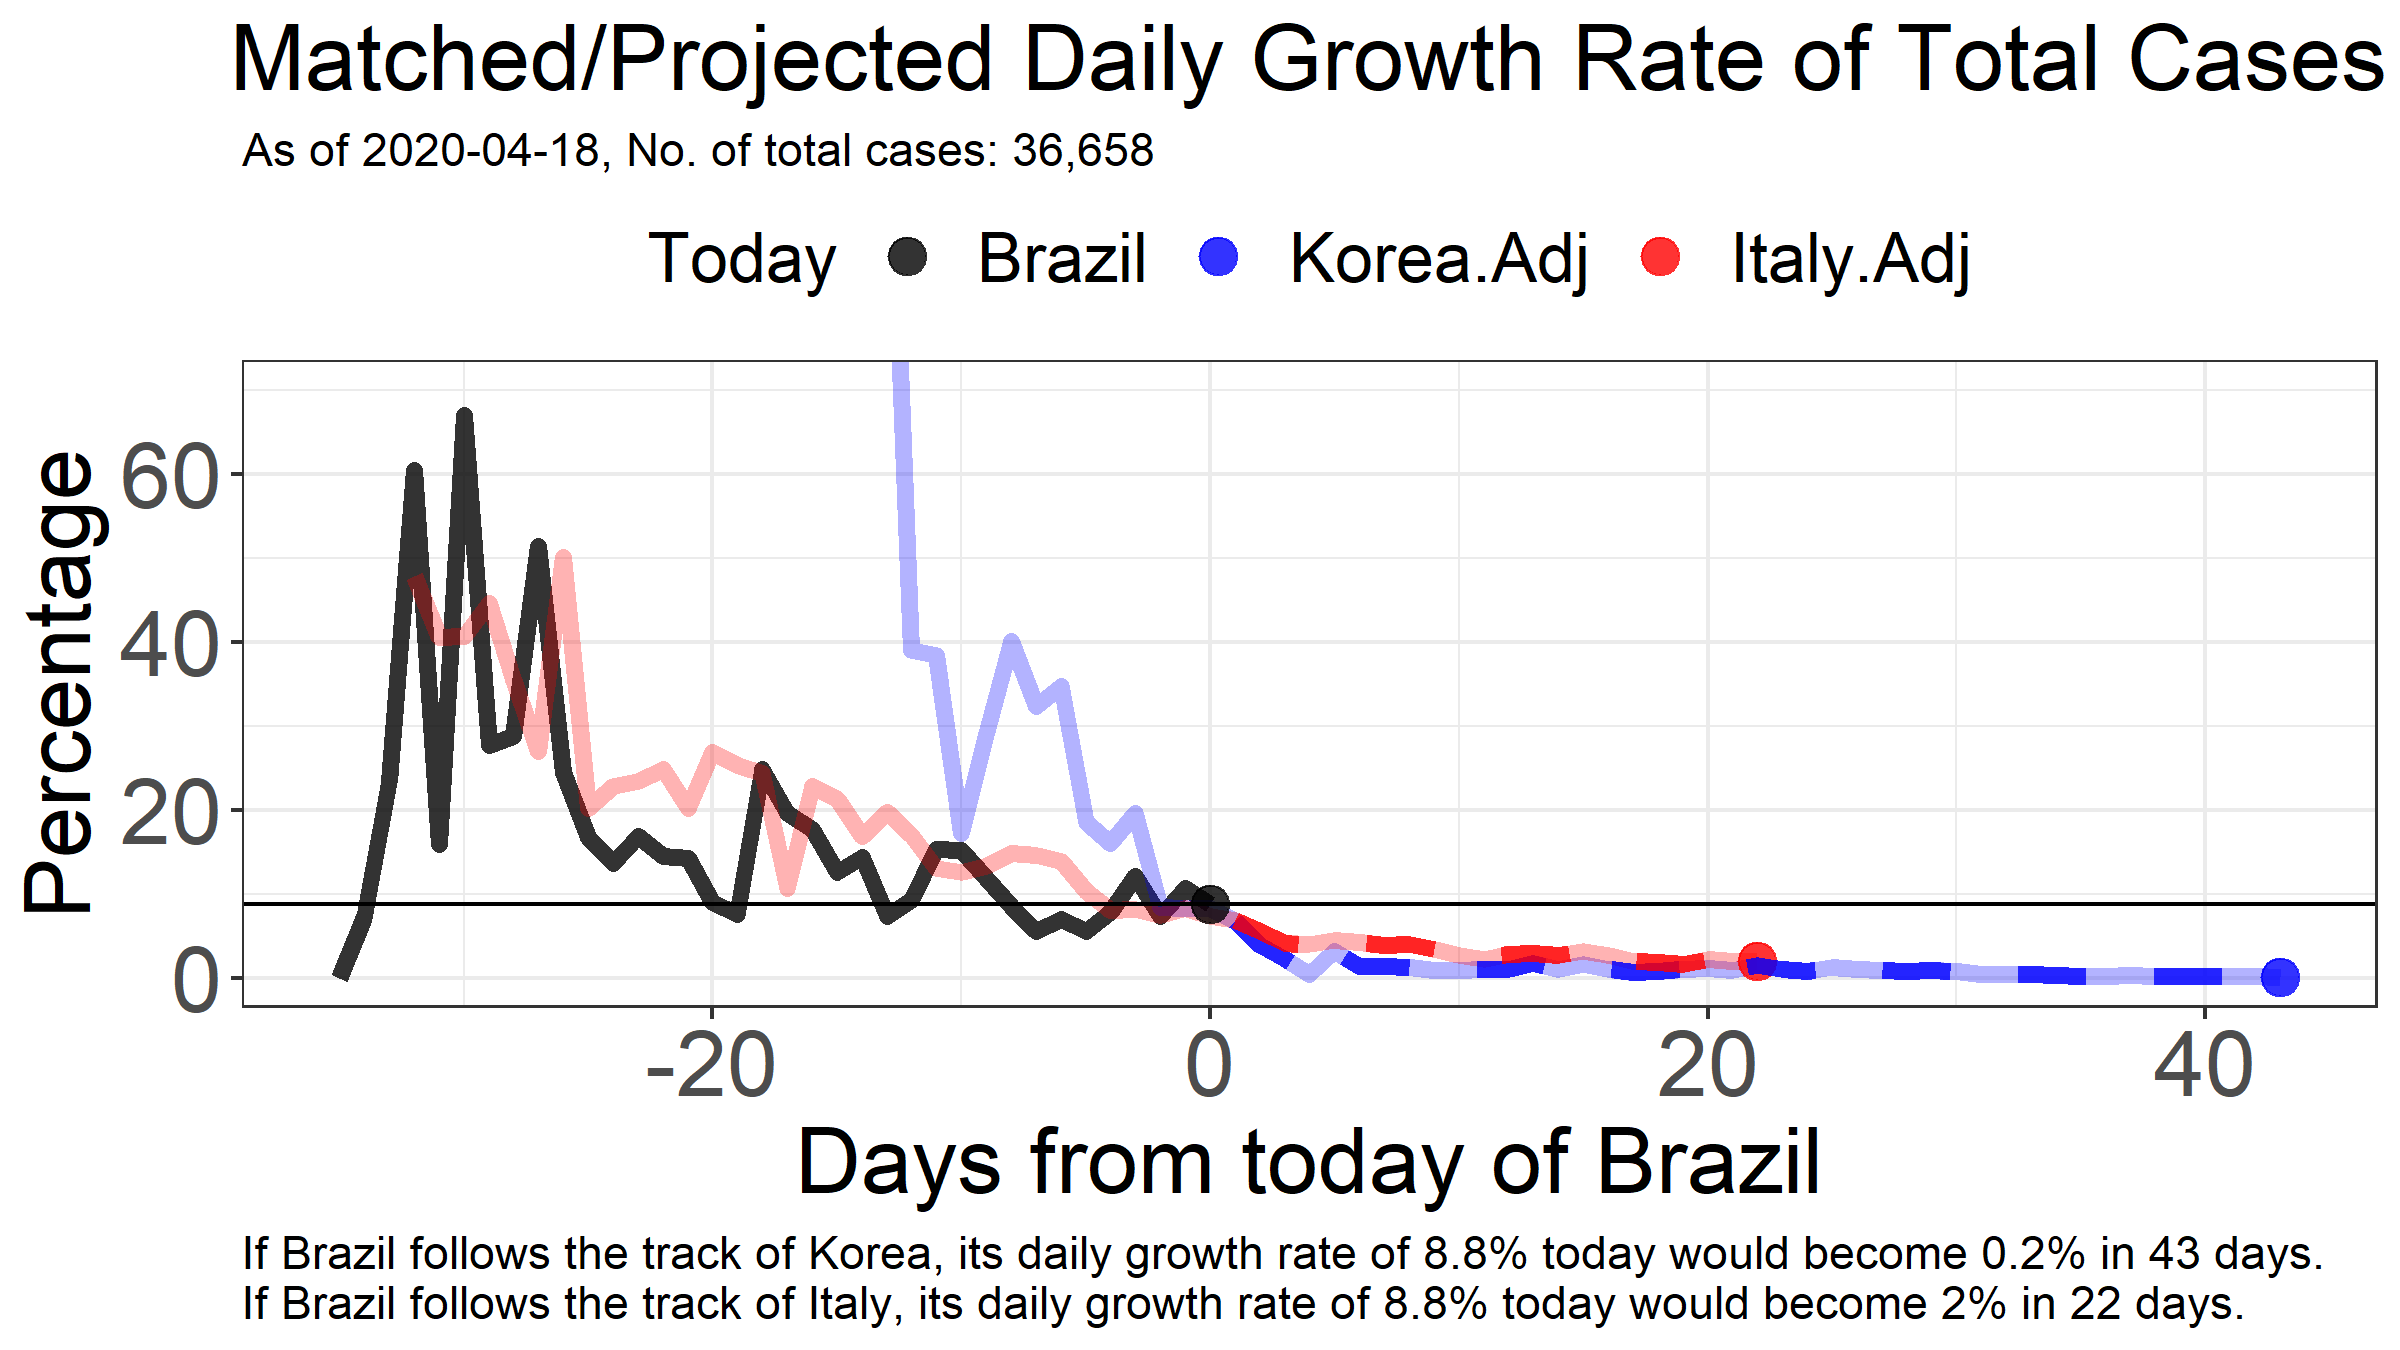 Matched/Projected Daily Growth Rate of Total Cases
As of 2020-04-18, No. of total cases: 36,658
Today Brazil Korea.Adj Italy.Adj
Percentage
60
40
20
0
-20 0 20 40
Days from today of Brazil
If Brazil follows the track of Korea, its daily growth rate of 8.8% today would become 0.2% in 43 days.
If Brazil follows the track of Italy, its daily growth rate of 8.8% today would become 2% in 22 days.